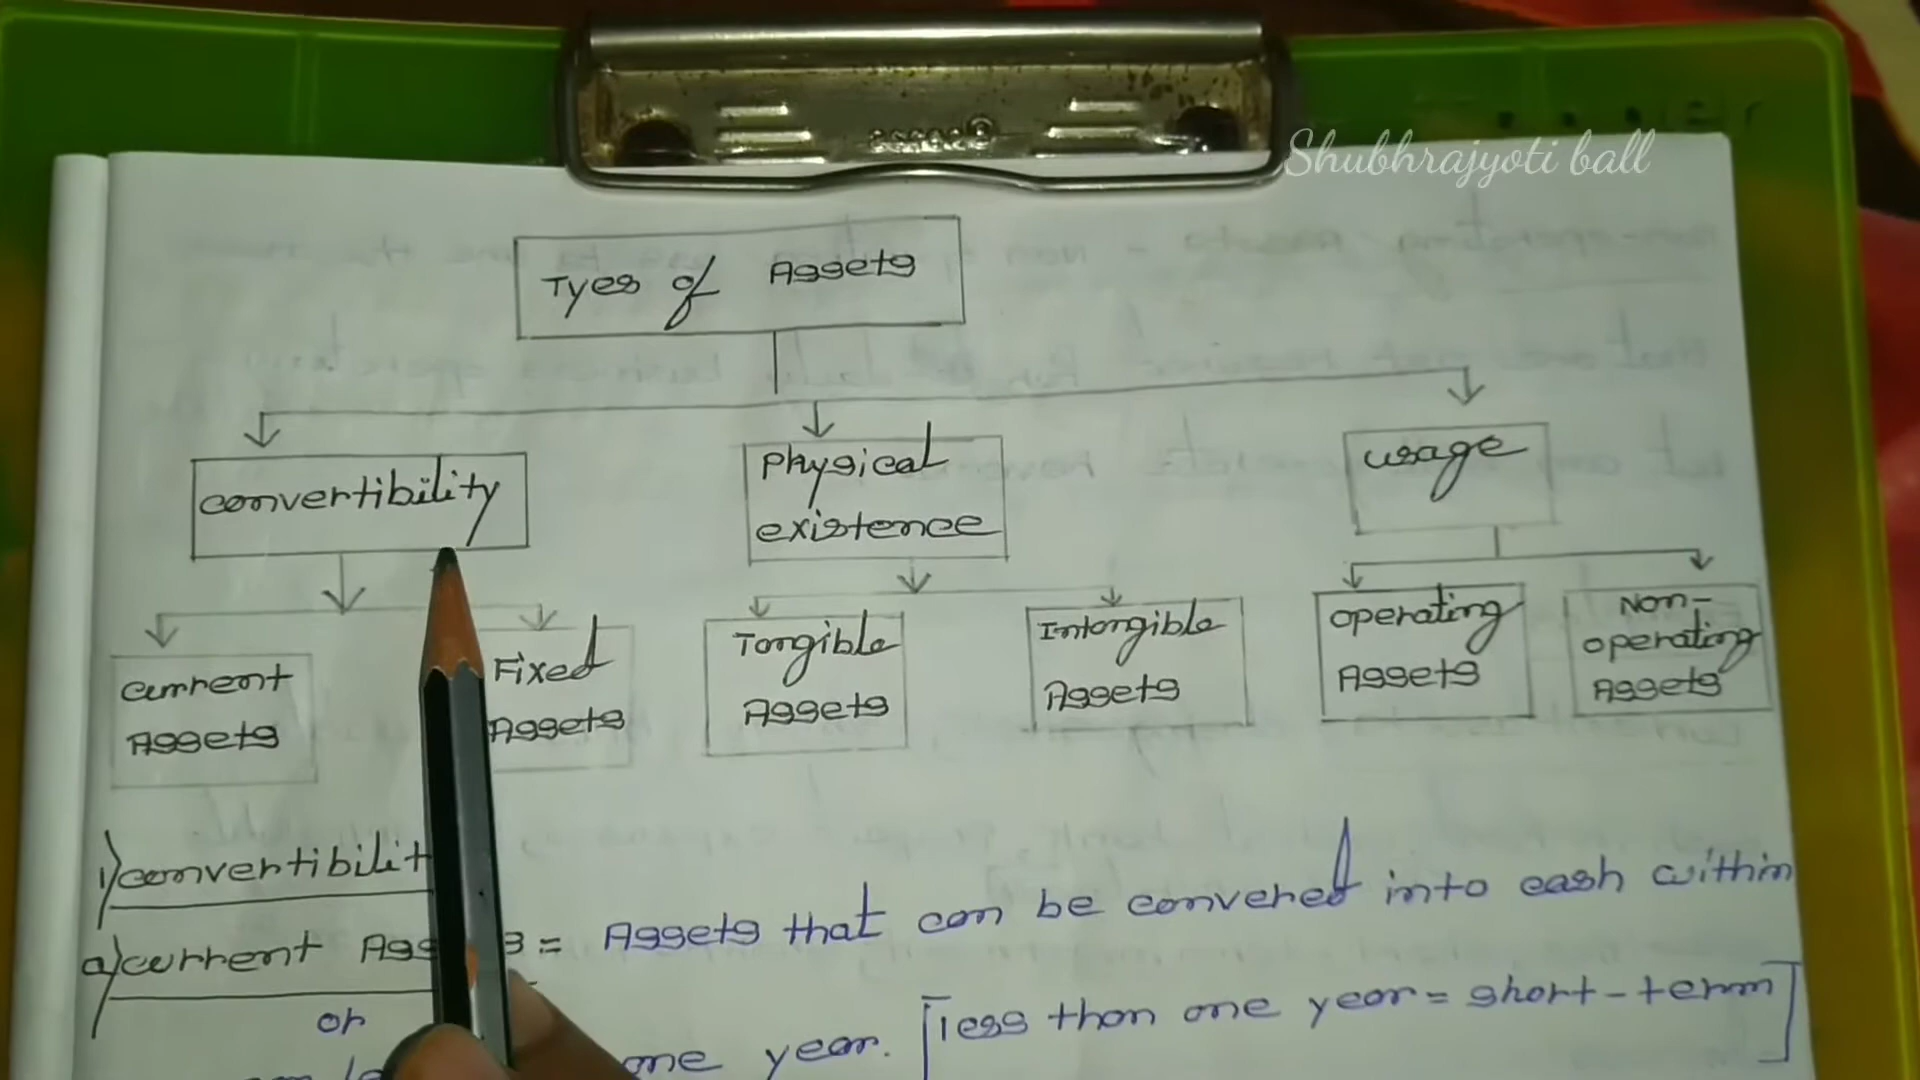 Shubhrajyoti ball
Tyes of Assets
convertibility
Physical
existence
usage
current
Assets
Fixed
Assets
Tangible
Assets
Intangible
Assets
operating
Assets
Non-
operating
Assets
1) convertibilit
a) current Ass s = Assets that can be convered into cash within
or
one year. [less than one year = short-term]